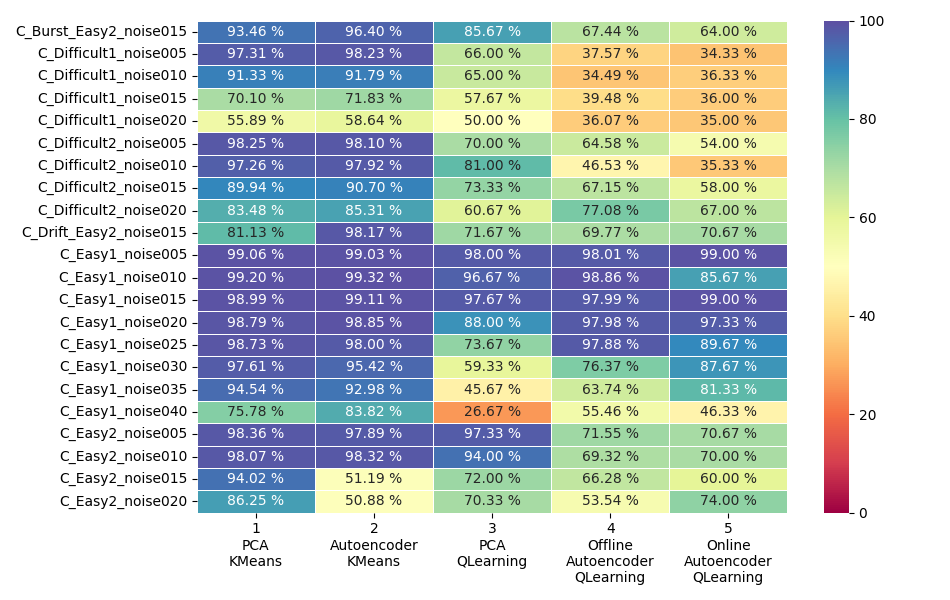 C_Burst_Easy2_noise015 93.46 % 96.40 % 85.67 % 67.44 % 64.00 %
C_Difficult1_noise005 97.31 % 98.23 % 66.00 % 37.57 % 34.33 %
C_Difficult1_noise010 91.33 % 91.79 % 65.00 % 34.49 % 36.33 %
C_Difficult1_noise015 70.10 % 71.83 % 57.67 % 39.48 % 36.00 %
C_Difficult1_noise020 55.89 % 58.64 % 50.00 % 36.07 % 35.00 %
C_Difficult2_noise005 98.25 % 98.10 % 70.00 % 64.58 % 54.00 %
C_Difficult2_noise010 97.26 % 97.92 % 81.00 % 46.53 % 35.33 %
C_Difficult2_noise015 89.94 % 90.70 % 73.33 % 67.15 % 58.00 %
C_Difficult2_noise020 83.48 % 85.31 % 60.67 % 77.08 % 67.00 %
C_Drift_Easy2_noise015 81.13 % 98.17 % 71.67 % 69.77 % 70.67 %
C_Easy1_noise005 99.06 % 99.03 % 98.00 % 98.01 % 99.00 %
C_Easy1_noise010 99.20 % 99.32 % 96.67 % 98.86 % 85.67 %
C_Easy1_noise015 98.99 % 99.11 % 97.67 % 97.99 % 99.00 %
C_Easy1_noise020 98.79 % 98.85 % 88.00 % 97.98 % 97.33 %
C_Easy1_noise025 98.73 % 98.00 % 73.67 % 97.88 % 89.67 %
C_Easy1_noise030 97.61 % 95.42 % 59.33 % 76.37 % 87.67 %
C_Easy1_noise035 94.54 % 92.98 % 45.67 % 63.74 % 81.33 %
C_Easy1_noise040 75.78 % 83.82 % 26.67 % 55.46 % 46.33 %
C_Easy2_noise005 98.36 % 97.89 % 97.33 % 71.55 % 70.67 %
C_Easy2_noise010 98.07 % 98.32 % 94.00 % 69.32 % 70.00 %
C_Easy2_noise015 94.02 % 51.19 % 72.00 % 66.28 % 60.00 %
C_Easy2_noise020 86.25 % 50.88 % 70.33 % 53.54 % 74.00 %
1 2 3 4 5
PCA Autoencoder PCA Offline Online
KMeans KMeans QLearning Autoencoder Autoencoder
QLearning QLearning
100
80
60
40
20
0